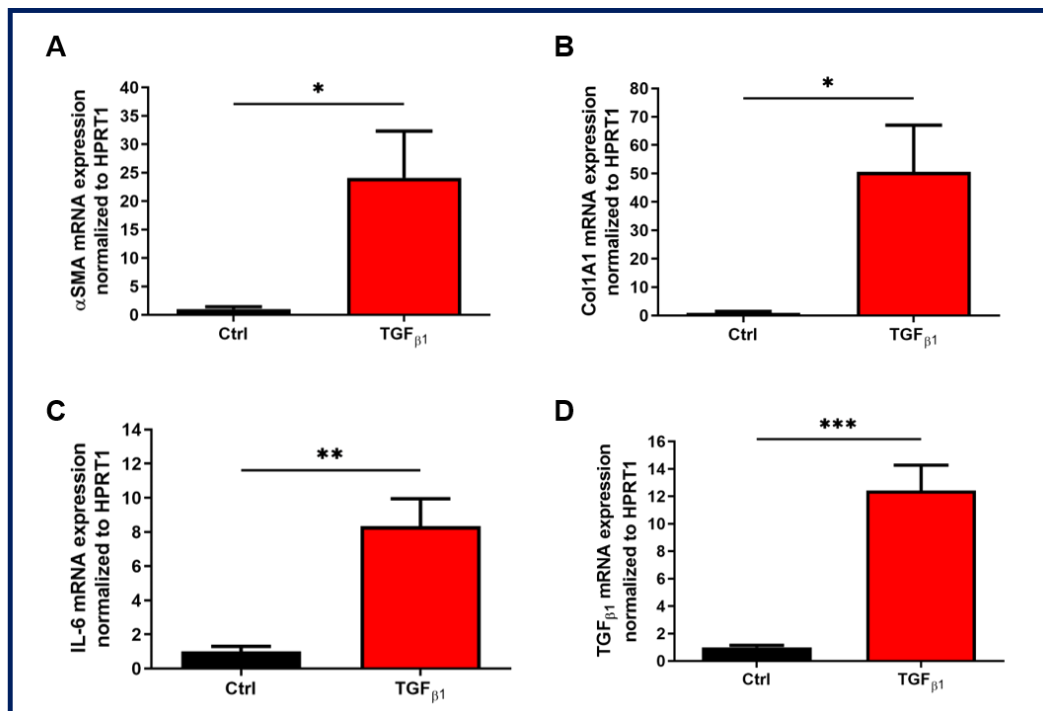 A
αSMA mRNA expression
normalized to HPRT1
40
35
30
25
20
15
10
5
0
*
Ctrl
TGFβ1
B
Col1A1 mRNA expression
normalized to HPRT1
80
70
60
50
40
30
20
10
0
*
Ctrl
TGFβ1
C
IL-6 mRNA expression
normalized to HPRT1
14
12
10
8
6
4
2
0
**
Ctrl
TGFβ1
D
TGFβ1 mRNA expression
normalized to HPRT1
16
14
12
10
8
6
4
2
0
***
Ctrl
TGFβ1